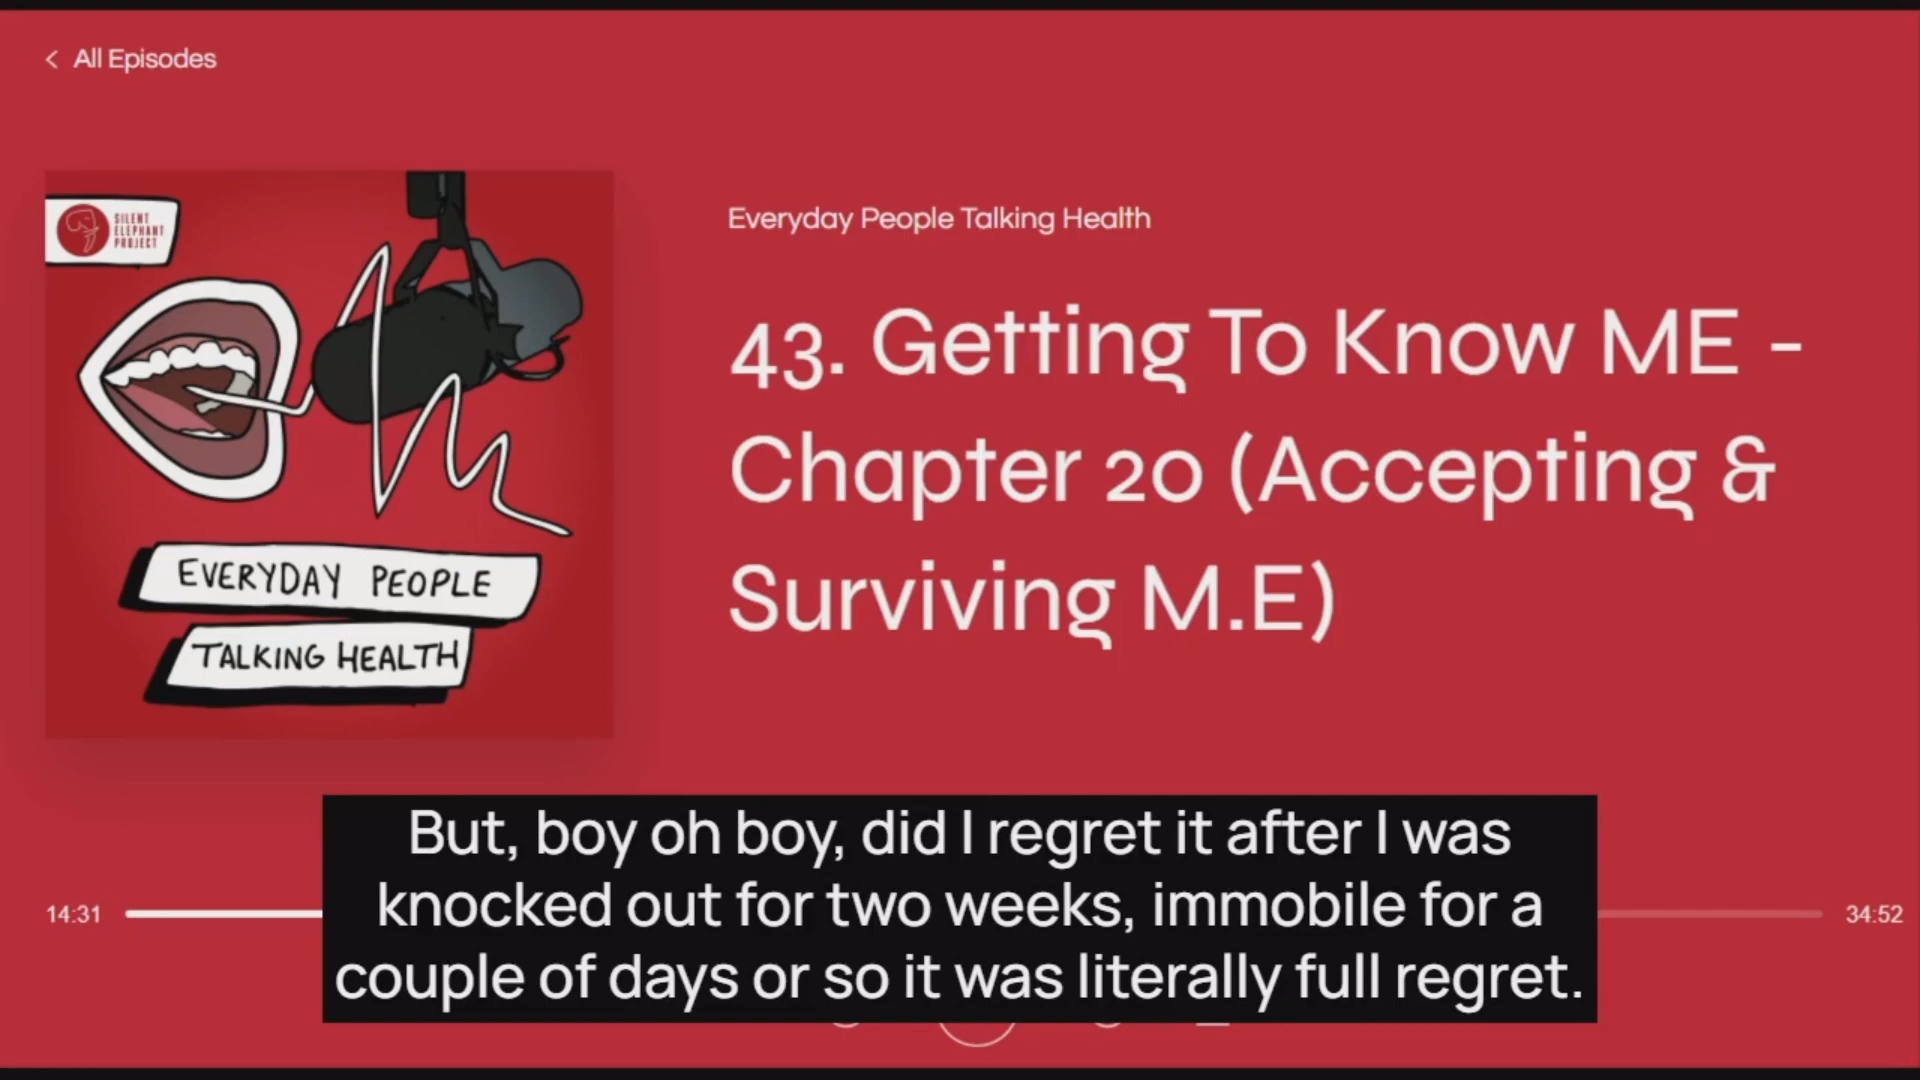 All Episodes
SILENT
ELEPHANT
PROJECT
EVERYDAY PEOPLE
TALKING HEALTH
Everyday People Talking Health
43. Getting To Know ME -
Chapter 20 (Accepting &
Surviving M.E)
But, boy oh boy, did I regret it after I was
knocked out for two weeks, immobile for a
couple of days or so it was literally full regret.
14:31
34:52